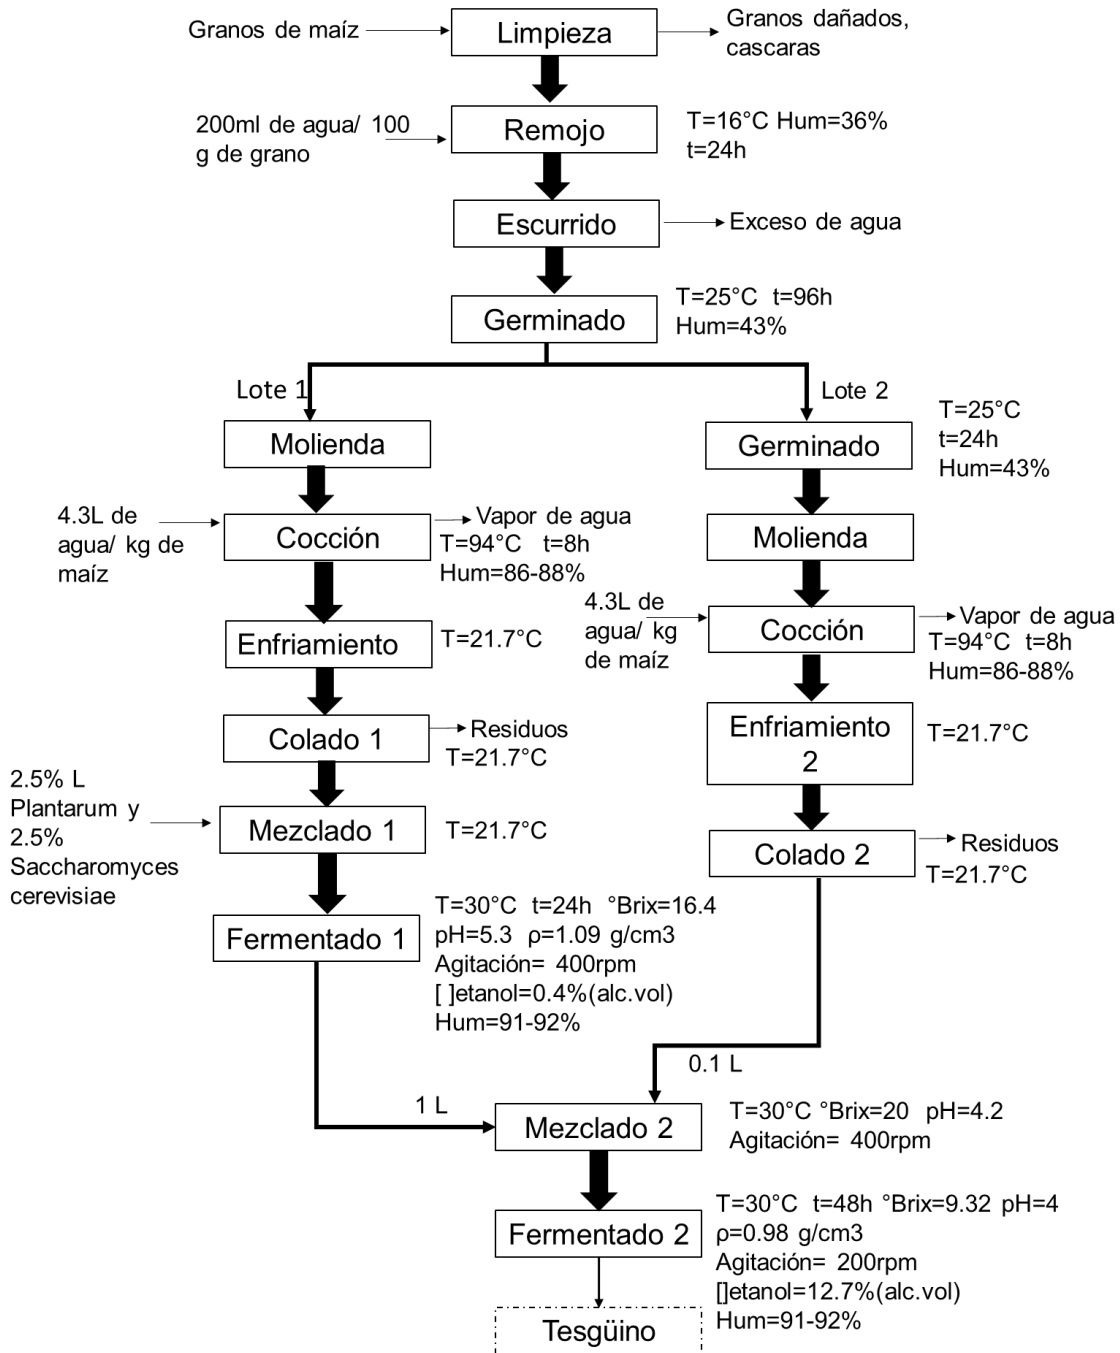 Granos de maíz
Limpieza
Granos dañados,
cascaras
200ml de agua/ 100
g de grano
Remojo
T=16°C Hum=36%
t=24h
Escurrido
Exceso de agua
Germinado
T=25°C t=96h
Hum=43%
Lote 1
Lote 2
Molienda
Germinado
T=25°C
t=24h
Hum=43%
4.3L de
agua/ kg de
maíz
Cocción
Vapor de agua
T=94°C t=8h
Hum=86-88%
Molienda
4.3L de
agua/ kg
de maíz
Cocción
Vapor de agua
T=94°C t=8h
Hum=86-88%
Enfriamiento
T=21.7°C
Enfriamiento
2
T=21.7°C
Colado 1
Residuos
T=21.7°C
2.5% L
Plantarum y
2.5%
Saccharomyces
cerevisiae
Mezclado 1
T=21.7°C
Colado 2
Residuos
T=21.7°C
Fermentado 1
T=30°C t=24h °Brix=16.4
pH=5.3 ρ=1.09 g/cm3
Agitación= 400rpm
[ ]etanol=0.4%(alc.vol)
Hum=91-92%
0.1 L
1 L
Mezclado 2
T=30°C °Brix=20 pH=4.2
Agitación= 400rpm
Fermentado 2
T=30°C t=48h °Brix=9.32 pH=4
ρ=0.98 g/cm3
Agitación= 200rpm
[]etanol=12.7%(alc.vol)
Hum=91-92%
Tesgüino